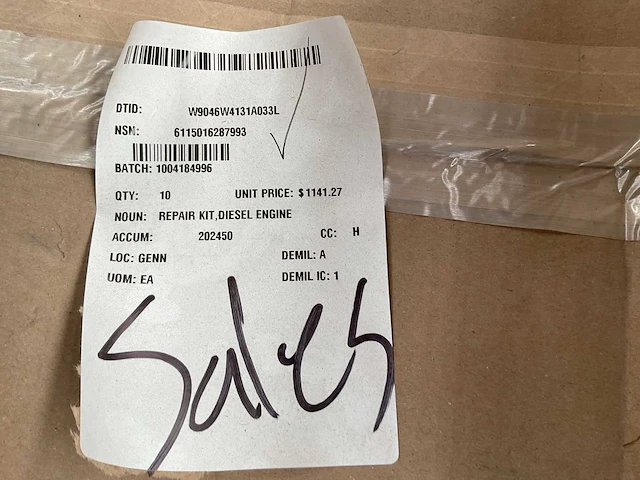 DTID: W9046W4131A033L
NSN: 6115016287993
BATCH: 1004184996
QTY: 10 UNIT PRICE: $1141.27
NOUN: REPAIR KIT,DIESEL ENGINE
ACCUM: 202450 CC: H
LOC: GENN DEMIL: A
UOM: EA DEMIL IC: 1
Sales